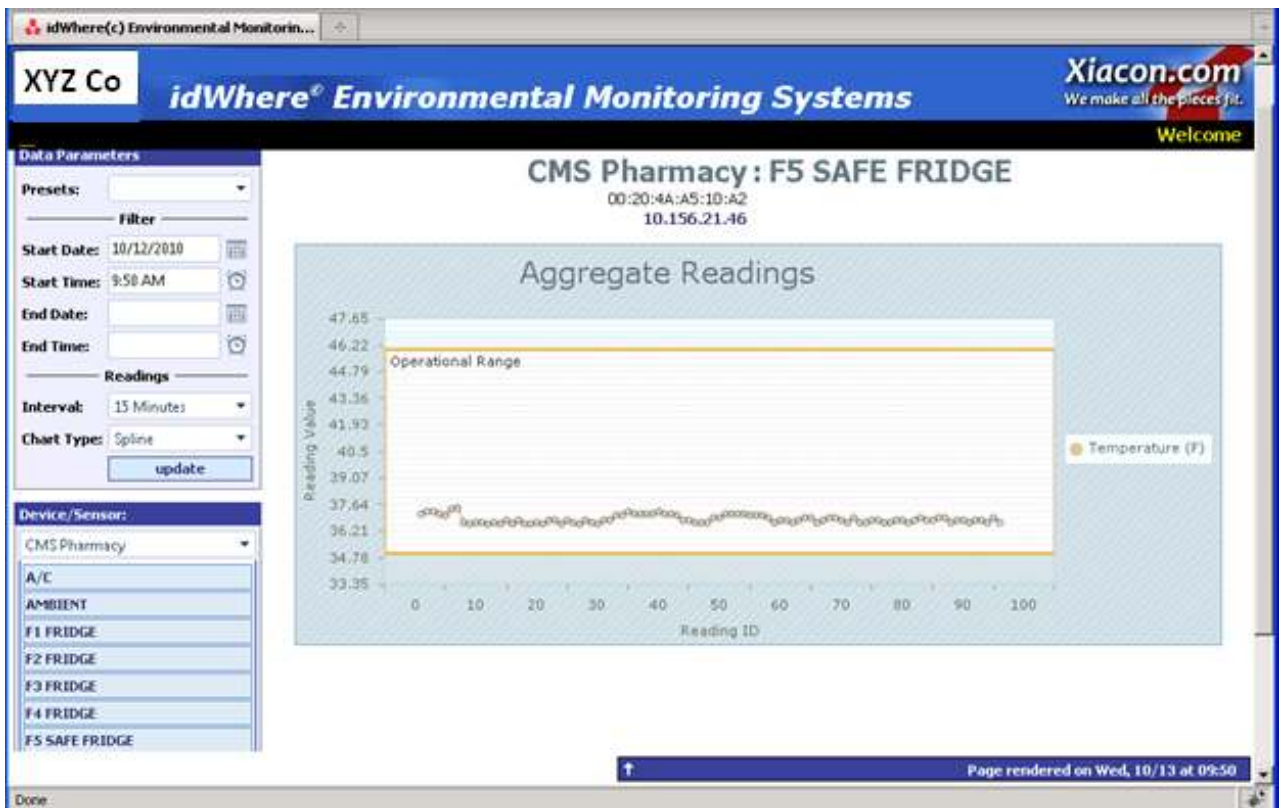 idWhere(c) Environmental Monitorin...
XYZ Co
idWhere© Environmental Monitoring Systems
Xiacon.com
We make all the pieces fit.
Welcome
Data Parameters
Presets:
Filter
Start Date: 10/12/2010
Start Time: 9:50 AM
End Date:
End Time:
Readings
Interval: 15 Minutes
Chart Type: Spline
update
Device/Sensor:
CMS Pharmacy
A/C
AMBIENT
F1 FRIDGE
F2 FRIDGE
F3 FRIDGE
F4 FRIDGE
F5 SAFE FRIDGE
CMS Pharmacy : F5 SAFE FRIDGE
00:20:4A:A5:10:A2
10.156.21.46
Aggregate Readings
47.65
46.22
44.79
43.36
41.93
40.5
39.07
37.64
36.21
34.78
33.35
Reading Value
Operational Range
Temperature (F)
0 10 20 30 40 50 60 70 80 90 100
Reading ID
Page rendered on Wed, 10/13 at 09:50
Done